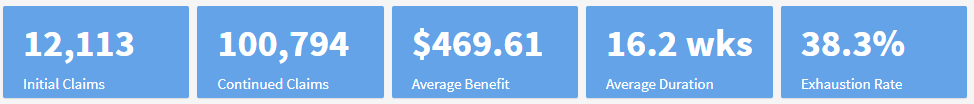 12,113
Initial Claims
100,794
Continued Claims
$469.61
Average Benefit
16.2 wks
Average Duration
38.3%
Exhaustion Rate